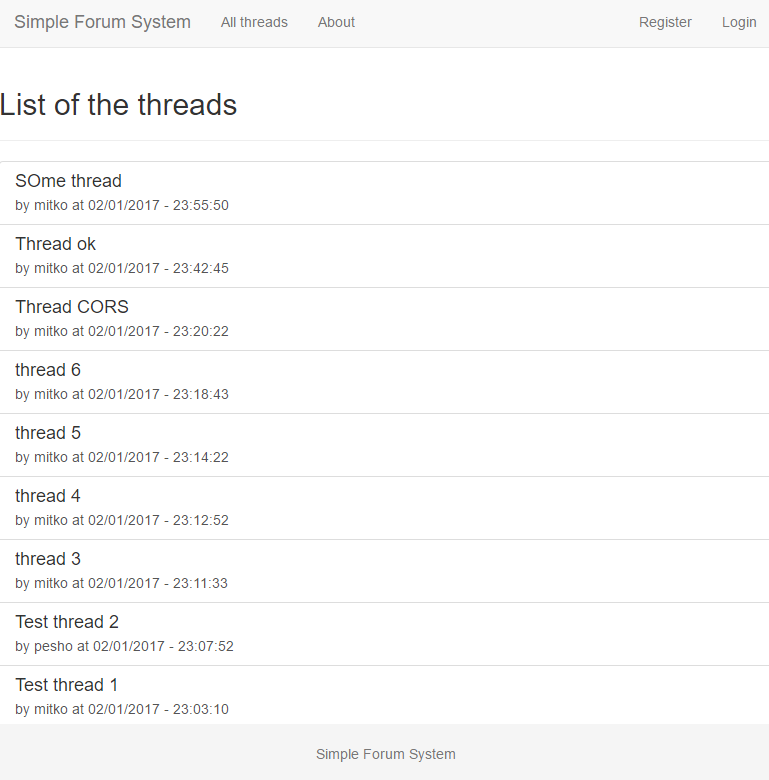 Simple Forum System All threads About Register Login
List of the threads
SOme thread
by mitko at 02/01/2017 - 23:55:50
Thread ok
by mitko at 02/01/2017 - 23:42:45
Thread CORS
by mitko at 02/01/2017 - 23:20:22
thread 6
by mitko at 02/01/2017 - 23:18:43
thread 5
by mitko at 02/01/2017 - 23:14:22
thread 4
by mitko at 02/01/2017 - 23:12:52
thread 3
by mitko at 02/01/2017 - 23:11:33
Test thread 2
by pesho at 02/01/2017 - 23:07:52
Test thread 1
by mitko at 02/01/2017 - 23:03:10
Simple Forum System